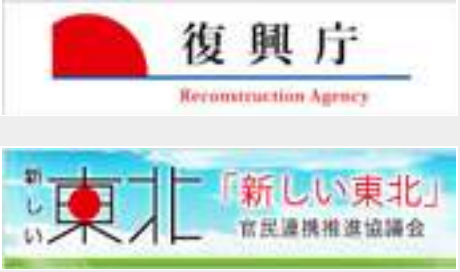 復興庁
Reconstruction Agency
新しい
東北
「新しい東北」
官民連携推進協議会